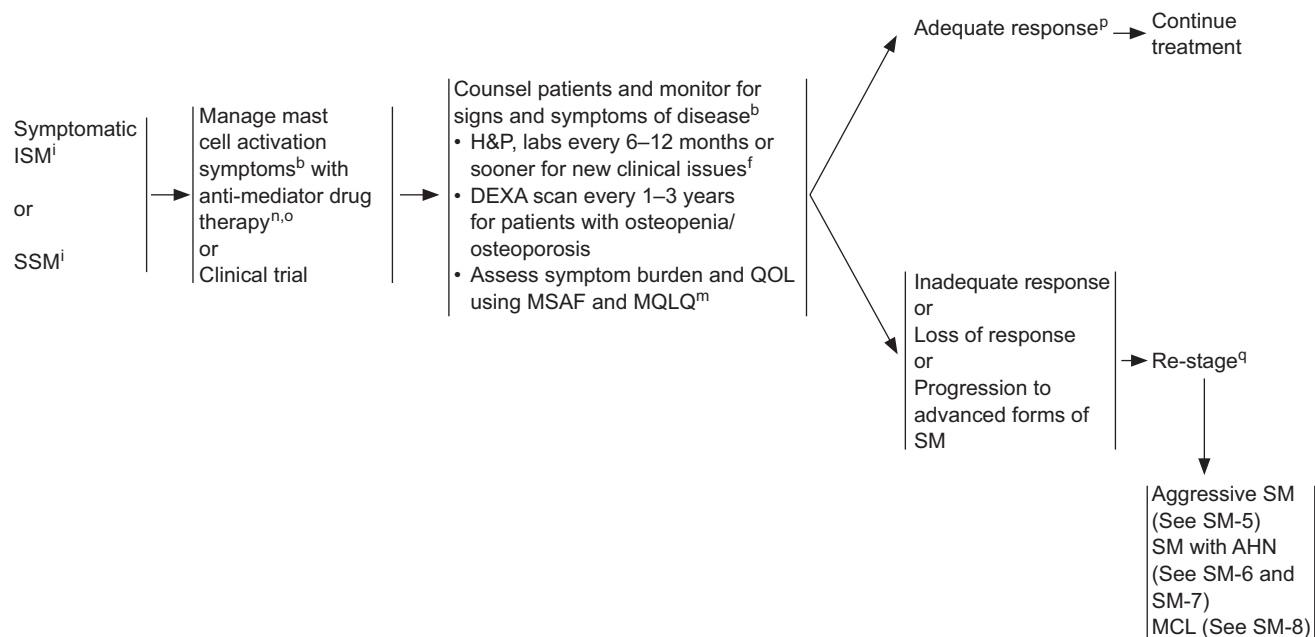 Symptomatic
ISMⁱ
or
SSMⁱ
Manage mast
cell activation
symptomsᵇ with
anti-mediator drug
therapyⁿ,ᵒ
or
Clinical trial
Counsel patients and monitor for
signs and symptoms of diseaseᵇ
• H&P, labs every 6–12 months or
sooner for new clinical issuesᶠ
• DEXA scan every 1–3 years
for patients with osteopenia/
osteoporosis
• Assess symptom burden and QOL
using MSAF and MQLQᵐ
Adequate responseᵖ
Continue
treatment
Inadequate response
or
Loss of response
or
Progression to
advanced forms of
SM
Re-stage^q
Aggressive SM
(See SM-5)
SM with AHN
(See SM-6 and
SM-7)
MCL (See SM-8)